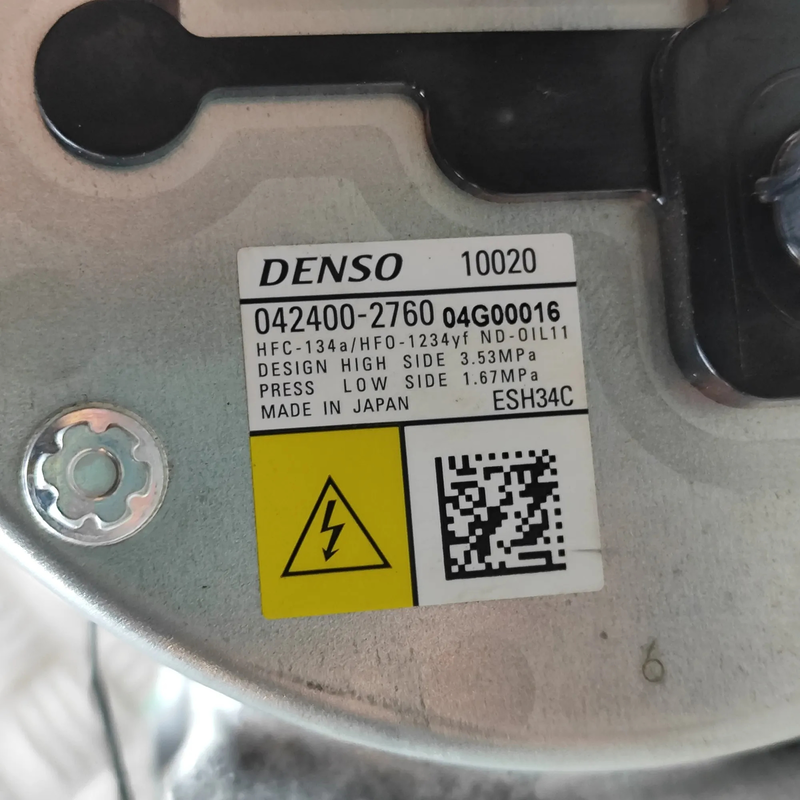 DENSO 10020
042400-2760 04G00016
HFC-134a/HFO-1234yf ND-OIL11
DESIGN HIGH SIDE 3.53MPa
PRESS LOW SIDE 1.67MPa
MADE IN JAPAN ESH34C
6